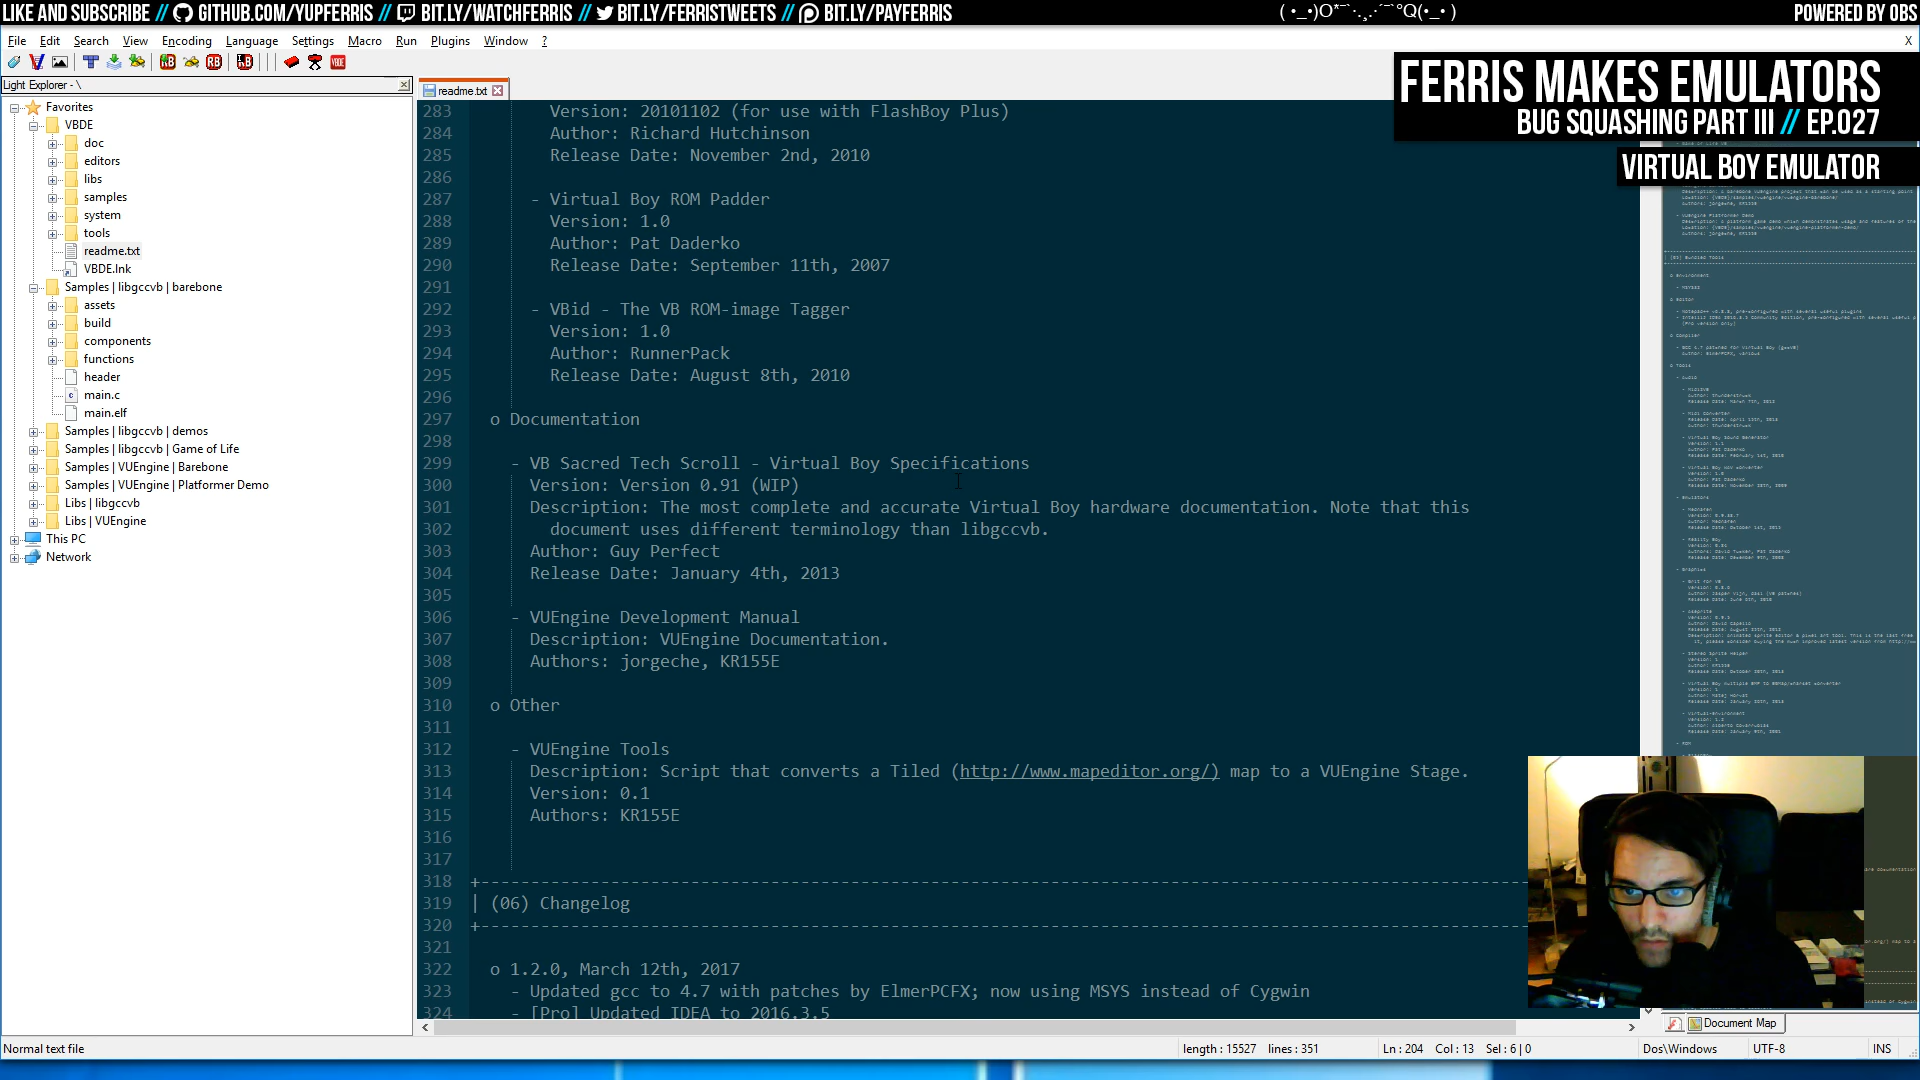 LIKE AND SUBSCRIBE // GITHUB.COM/YUPFERRIS // BIT.LY/WATCHFERRIS // BIT.LY/FERRISTWEETS // BIT.LY/PAYFERRIS
POWERED BY OBS
File Edit Search View Encoding Language Settings Macro Run Plugins Window ? X
FERRIS MAKES EMULATORS
BUG SQUASHING PART III // EP.027
VIRTUAL BOY EMULATOR
Light Explorer - \
Favorites
VBDE
doc
editors
libs
samples
system
tools
readme.txt
VBDE.lnk
Samples | libgccvb | barebone
assets
build
components
functions
header
main.c
main.elf
Samples | libgccvb | demos
Samples | libgccvb | Game of Life
Samples | VUEngine | Barebone
Samples | VUEngine | Platformer Demo
Libs | libgccvb
Libs | VUEngine
This PC
Network
readme.txt
283 Version: 20101102 (for use with FlashBoy Plus)
284 Author: Richard Hutchinson
285 Release Date: November 2nd, 2010
286
287 - Virtual Boy ROM Padder
288 Version: 1.0
289 Author: Pat Daderko
290 Release Date: September 11th, 2007
291
292 - VBid - The VB ROM-image Tagger
293 Version: 1.0
294 Author: RunnerPack
295 Release Date: August 8th, 2010
296
297 o Documentation
298
299 - VB Sacred Tech Scroll - Virtual Boy Specifications
300 Version: Version 0.91 (WIP)
301 Description: The most complete and accurate Virtual Boy hardware documentation. Note that this
302 document uses different terminology than libgccvb.
303 Author: Guy Perfect
304 Release Date: January 4th, 2013
305
306 - VUEngine Development Manual
307 Description: VUEngine Documentation.
308 Authors: jorgeche, KR155E
309
310 o Other
311
312 - VUEngine Tools
313 Description: Script that converts a Tiled (http://www.mapeditor.org/) map to a VUEngine Stage.
314 Version: 0.1
315 Authors: KR155E
316
317
318 +---
319 | (06) Changelog
320 +---
321
322 o 1.2.0, March 12th, 2017
323 - Updated gcc to 4.7 with patches by ElmerPCFX; now using MSYS instead of Cygwin
324 - [Pro] Updated IDEA to 2016.3.5
Document Map
Normal text file
length : 15527 lines : 351
Ln : 204 Col : 13 Sel : 6 | 0
Dos\Windows
UTF-8
INS